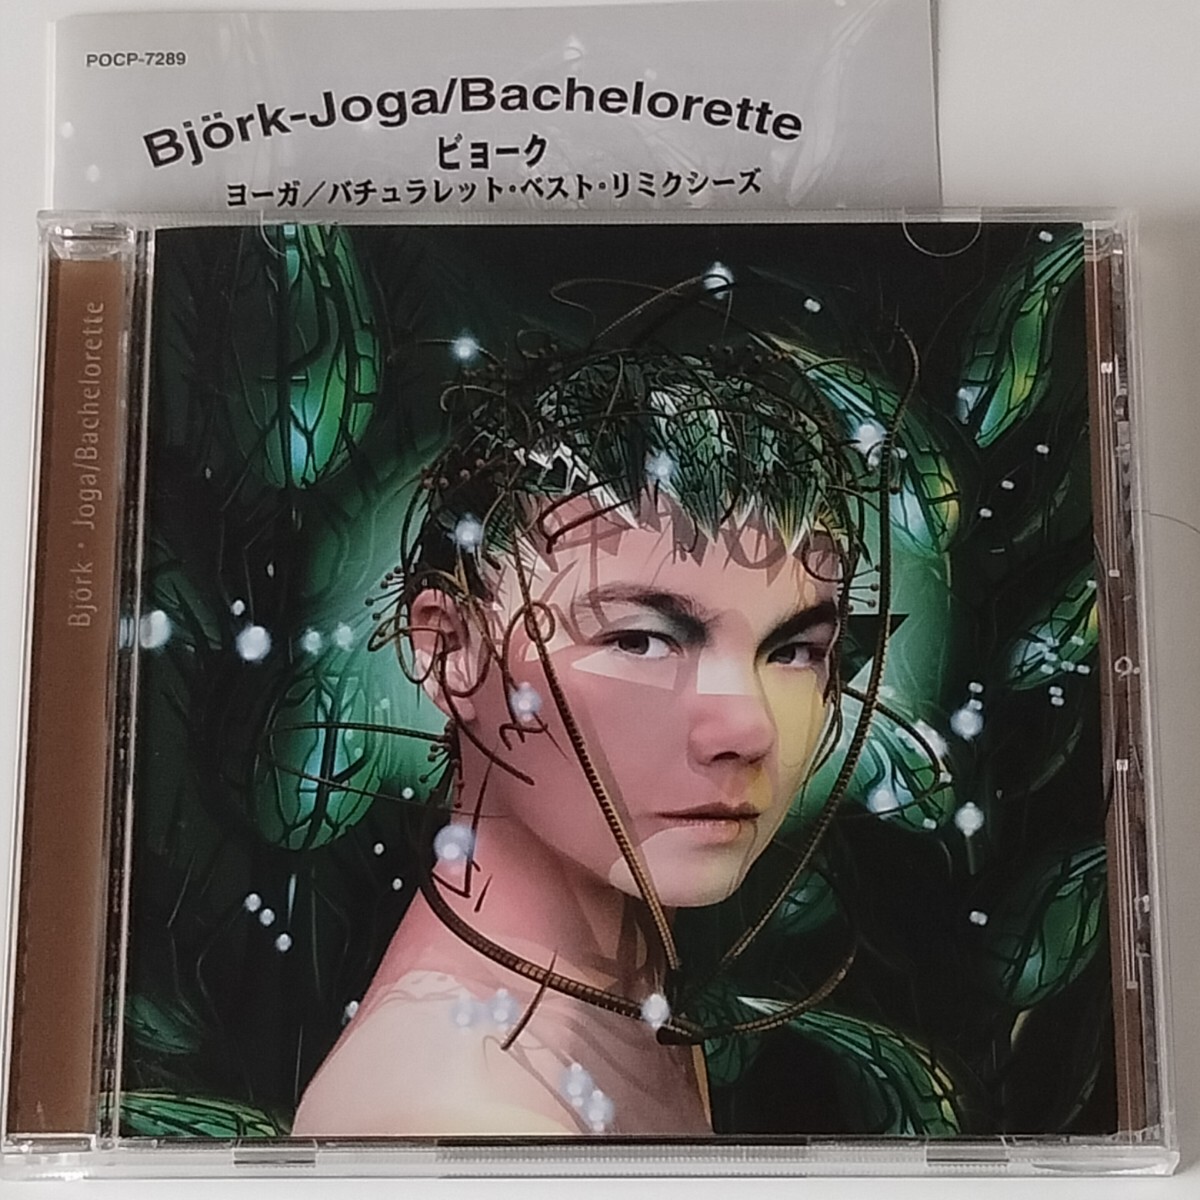 POCP-7289
Björk-Joga/Bachelorette
ビョーク
ヨーガ／バチュラレット・ベスト・リミクシーズ
Björk・Joga/Bachelorette